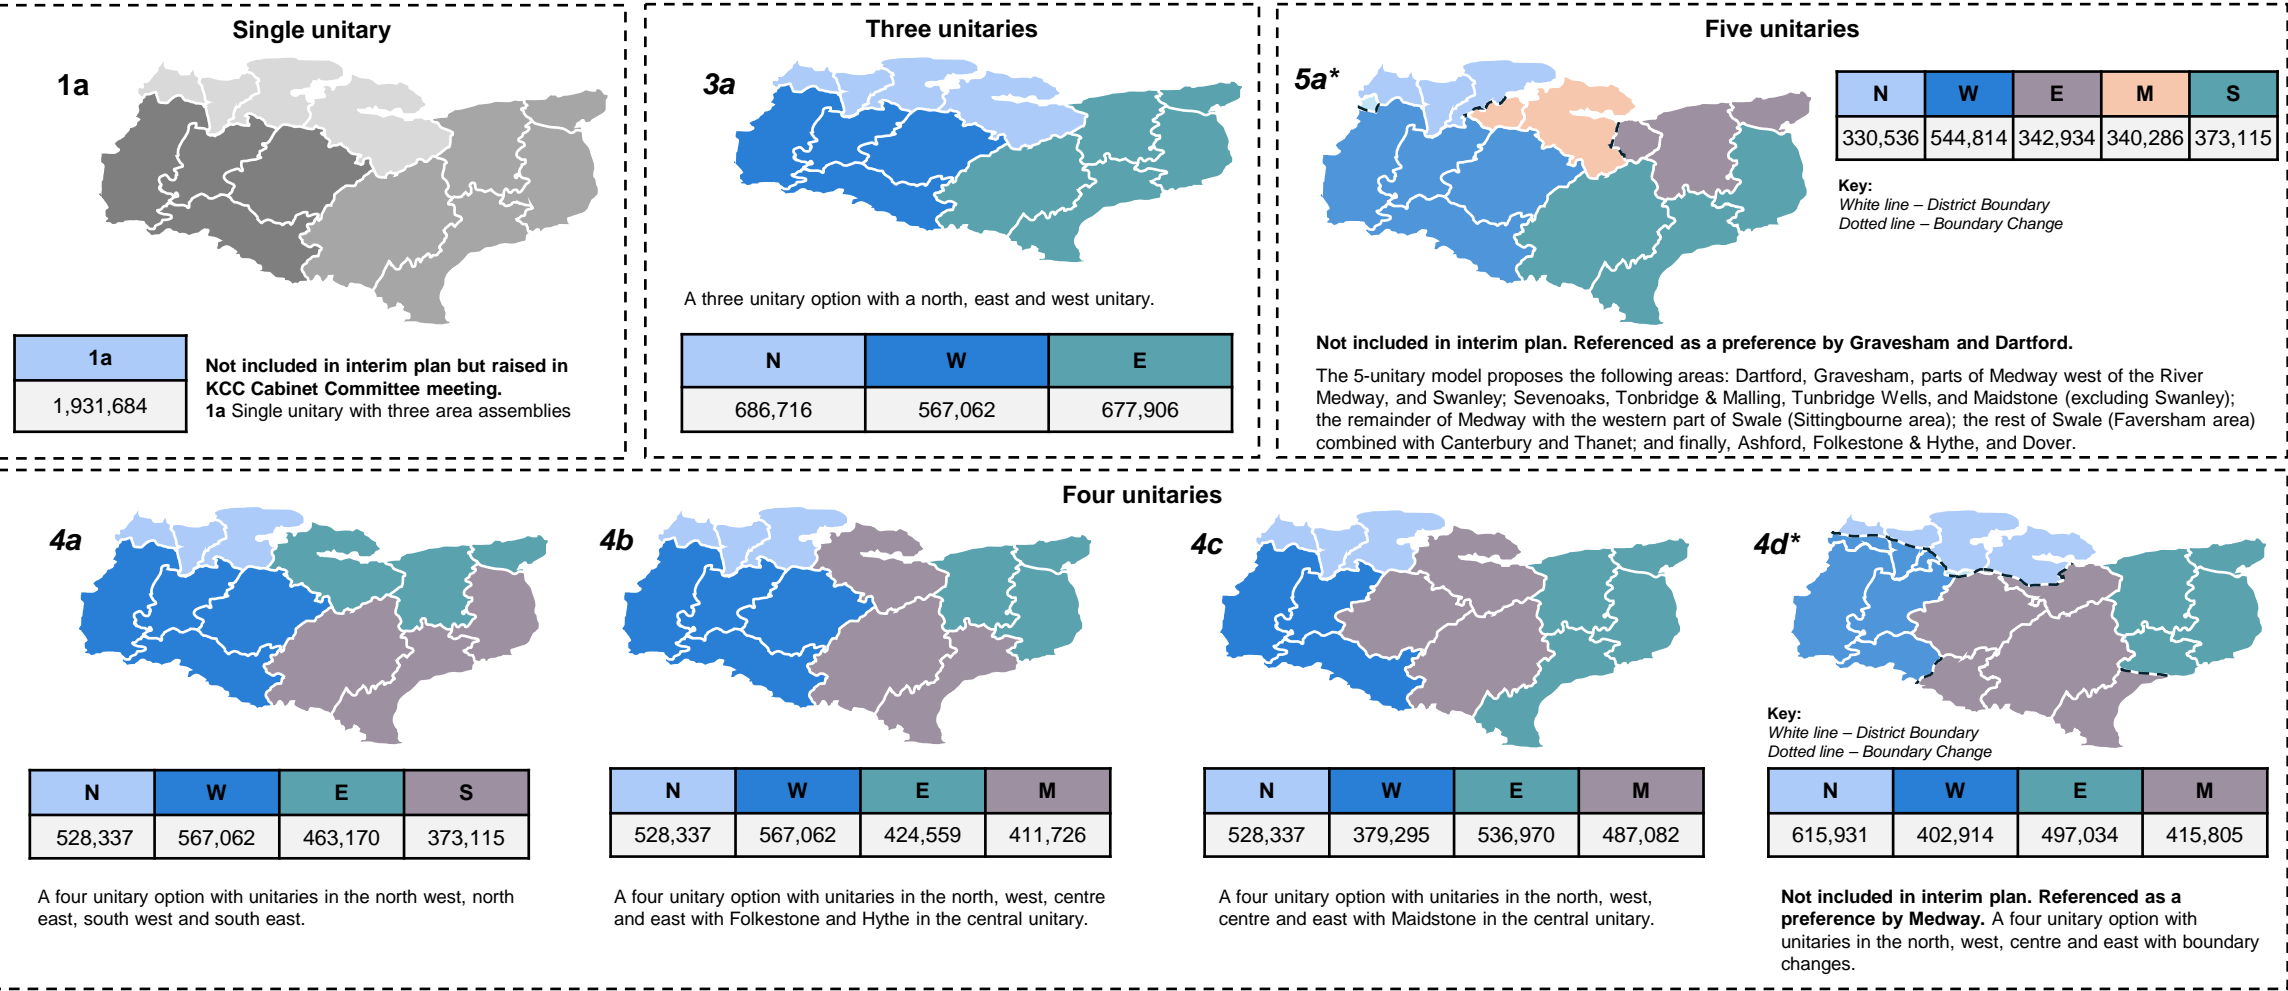 Single unitary
1a
1a
1,931,684
Not included in interim plan but raised in
KCC Cabinet Committee meeting.
1a Single unitary with three area assemblies
Three unitaries
3a
A three unitary option with a north, east and west unitary.
N W E
686,716 567,062 677,906
Five unitaries
5a*
N W E M S
330,536 544,814 342,934 340,286 373,115
Key:
White line – District Boundary
Dotted line – Boundary Change
Not included in interim plan. Referenced as a preference by Gravesham and Dartford.
The 5-unitary model proposes the following areas: Dartford, Gravesham, parts of Medway west of the River
Medway, and Swanley; Sevenoaks, Tonbridge & Malling, Tunbridge Wells, and Maidstone (excluding Swanley);
the remainder of Medway with the western part of Swale (Sittingbourne area); the rest of Swale (Faversham area)
combined with Canterbury and Thanet; and finally, Ashford, Folkestone & Hythe, and Dover.
Four unitaries
4a
N W E S
528,337 567,062 463,170 373,115
A four unitary option with unitaries in the north west, north
east, south west and south east.
4b
N W E M
528,337 567,062 424,559 411,726
A four unitary option with unitaries in the north, west, centre
and east with Folkestone and Hythe in the central unitary.
4c
N W E M
528,337 379,295 536,970 487,082
A four unitary option with unitaries in the north, west,
centre and east with Maidstone in the central unitary.
4d*
Key:
White line – District Boundary
Dotted line – Boundary Change
N W E M
615,931 402,914 497,034 415,805
Not included in interim plan. Referenced as a
preference by Medway. A four unitary option with
unitaries in the north, west, centre and east with boundary
changes.